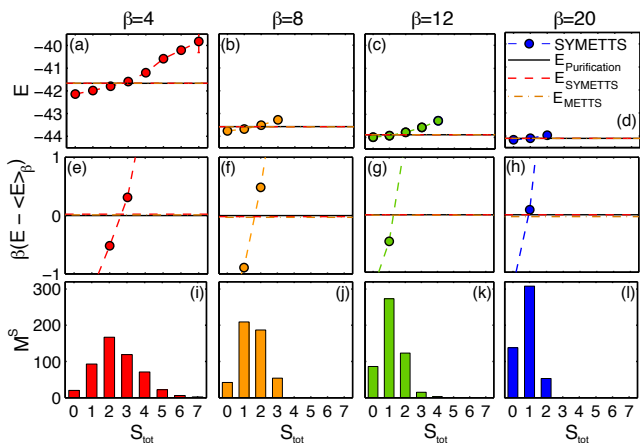 β=4 β=8 β=12 β=20
−40
−41
−42
−43
−44
E
(a)
(b)
(c)
(d)
SYMETTS
E_Purification
E_SYMETTS
E_METTS
1
0
−1
β(E − <E>_β)
(e)
(f)
(g)
(h)
300
200
100
0
M^S
(i)
(j)
(k)
(l)
0 1 2 3 4 5 6 7 0 1 2 3 4 5 6 7 0 1 2 3 4 5 6 7 0 1 2 3 4 5 6 7
S_tot S_tot S_tot S_tot